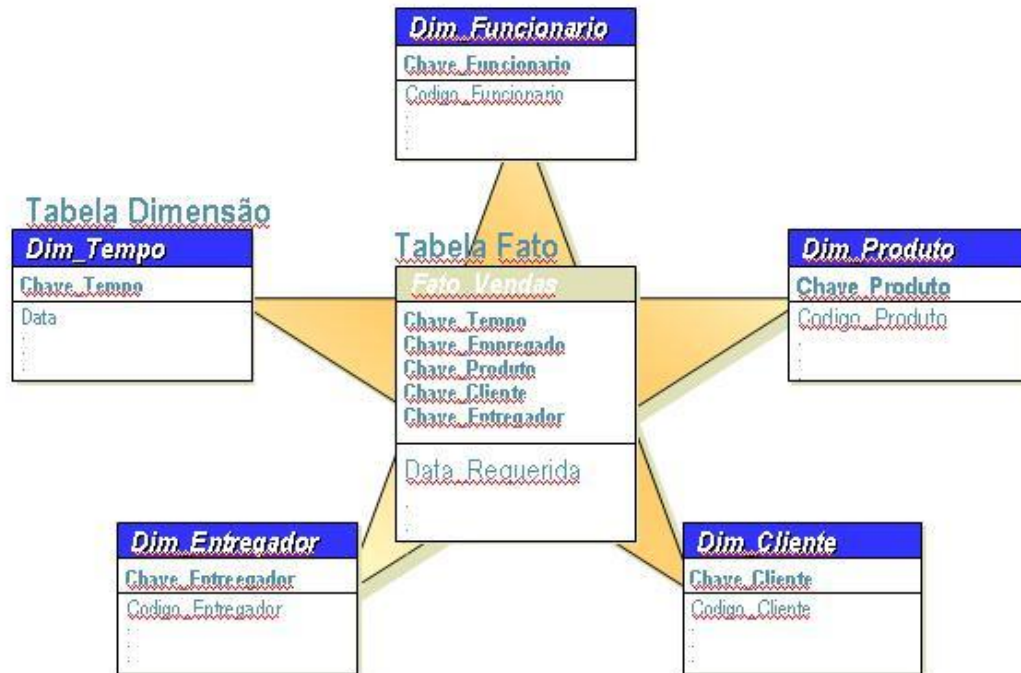 Dim_Funcionario
Chave_Funcionario
Codigo_Funcionario
Tabela Dimensão
Dim_Tempo
Chave_Tempo
Data
Tabela Fato
Fato_Vendas
Chave_Tempo
Chave_Empregado
Chave_Produto
Chave_Cliente
Chave_Entregador
Data_Requerida
Dim_Produto
Chave_Produto
Codigo_Produto
Dim_Entregador
Chave_Entreegador
Codigo_Entregador
Dim_Cliente
Chave_Cliente
Codigo_Cliente